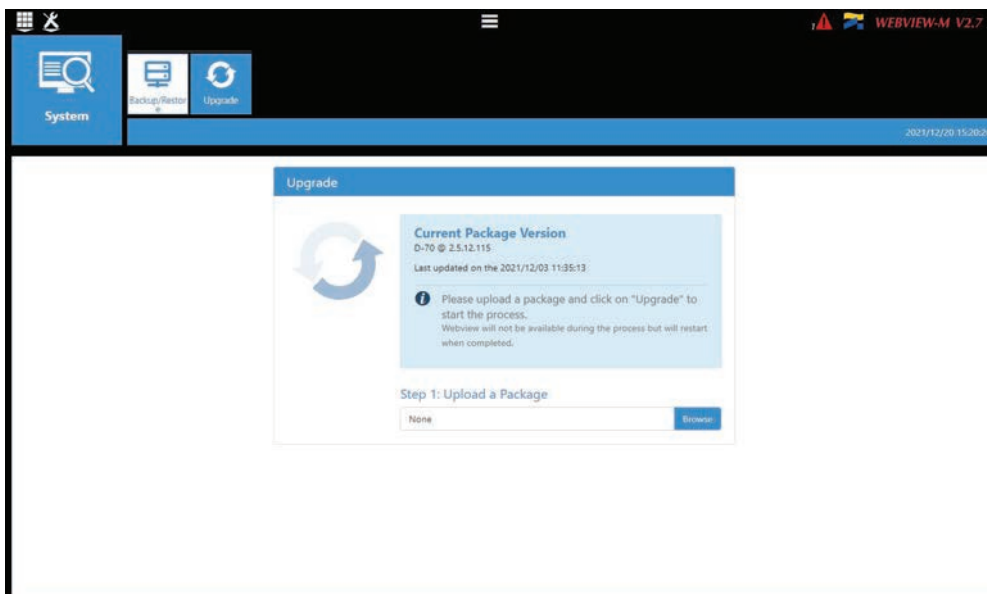 1
WEBVIEW-M V2.7
System
Backup/Restor
e
Upgrade
2021/12/20 15:20:2
Upgrade
Current Package Version
D-70 @ 2.5.12.115
Last updated on the 2021/12/03 11:35:13
Please upload a package and click on "Upgrade" to
start the process.
Webview will not be available during the process but will restart
when completed.
Step 1: Upload a Package
None
Browse